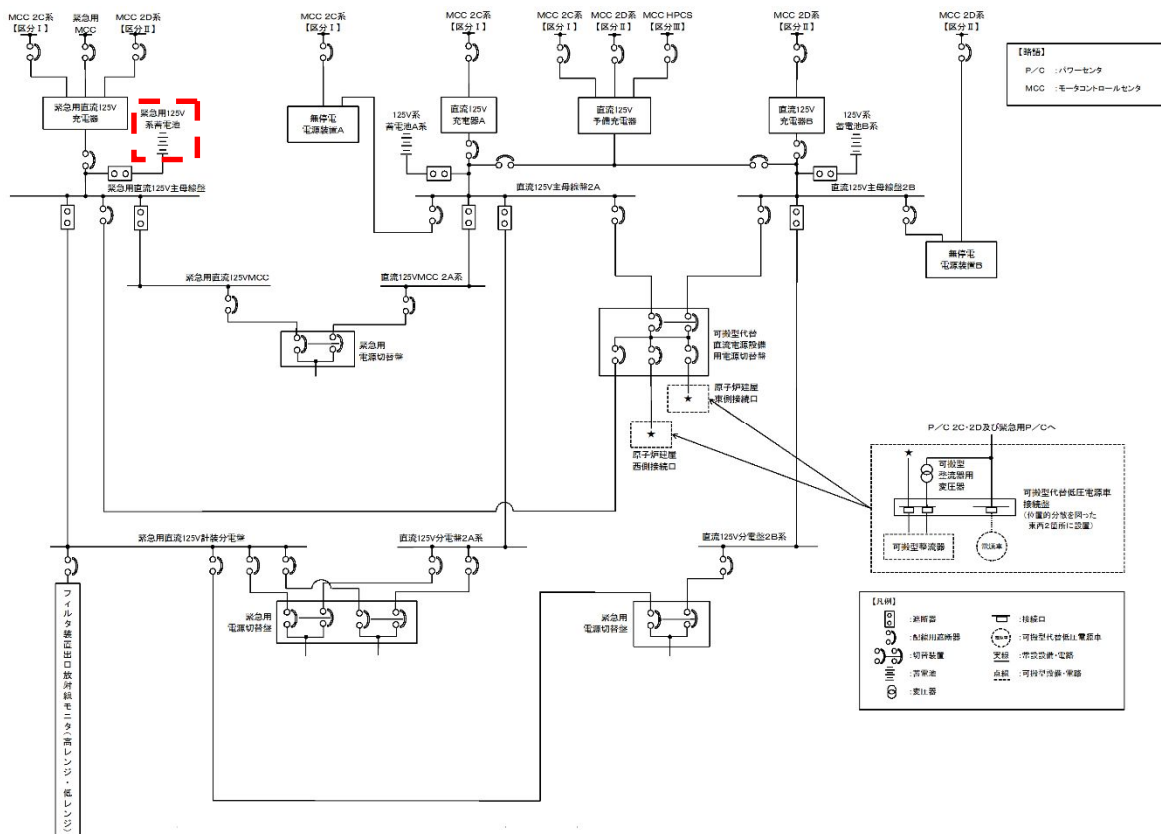 MCC 2C系
【区分Ⅰ】
緊急用
MCC
MCC 2D系
【区分Ⅱ】
MCC 2C系
【区分Ⅰ】
MCC 2C系
【区分Ⅰ】
MCC 2C系
【区分Ⅰ】
MCC 2D系
【区分Ⅱ】
MCC HPCS
【区分Ⅲ】
MCC 2D系
【区分Ⅱ】
MCC 2D系
【区分Ⅱ】
【略語】
P/C :パワーセンタ
MCC :モータコントロールセンタ
緊急用直流125V
充電器
緊急用125V
系蓄電池
無停電
電源装置A
125V系
蓄電池A系
直流125V
充電器A
直流125V
予備充電器
直流125V
充電器B
125V系
蓄電池B系
緊急用直流125V主母線盤
直流125V主母線盤2A
直流125V主母線盤2B
無停電
電源装置B
緊急用直流125VMCC
直流125VMCC 2A系
緊急用
電源切替盤
可搬型代替
直流電源設備
用電源切替盤
原子炉建屋
東側接続口
原子炉建屋
西側接続口
P/C 2C・2D及び緊急用P/Cへ
可搬型
整流器用
変圧器
可搬型代替低圧電源車
接続盤
(位置的分散を図った
東西2箇所に設置)
可搬型整流器
電源車
緊急用直流125V計装分電盤
直流125V分電盤2A系
直流125V分電盤2B系
緊急用
電源切替盤
緊急用
電源切替盤
フィルタ装置出口放射線モニタ(高レンジ・低レンジ)
【凡例】
:遮断器
:配線用遮断器
:切替装置
:蓄電池
:変圧器
:接続口
電源車 :可搬型代替低圧電源車
実線 :常設設備・電路
点線 :可搬型設備・電路